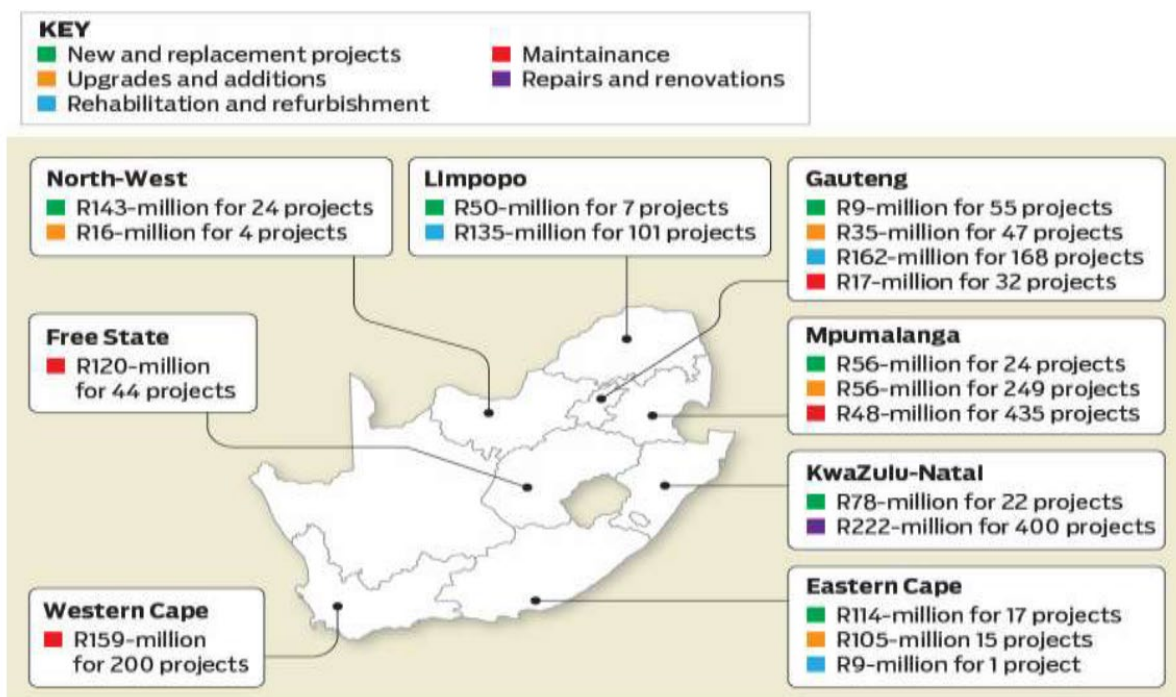 KEY
New and replacement projects
Upgrades and additions
Rehabilitation and refurbishment
Maintainance
Repairs and renovations
North-West
R143-million for 24 projects
R16-million for 4 projects
Limpopo
R50-million for 7 projects
R135-million for 101 projects
Gauteng
R9-million for 55 projects
R35-million for 47 projects
R162-million for 168 projects
R17-million for 32 projects
Free State
R120-million
for 44 projects
Mpumalanga
R56-million for 24 projects
R56-million for 249 projects
R48-million for 435 projects
KwaZulu-Natal
R78-million for 22 projects
R222-million for 400 projects
Western Cape
R159-million
for 200 projects
Eastern Cape
R114-million for 17 projects
R105-million 15 projects
R9-million for 1 project